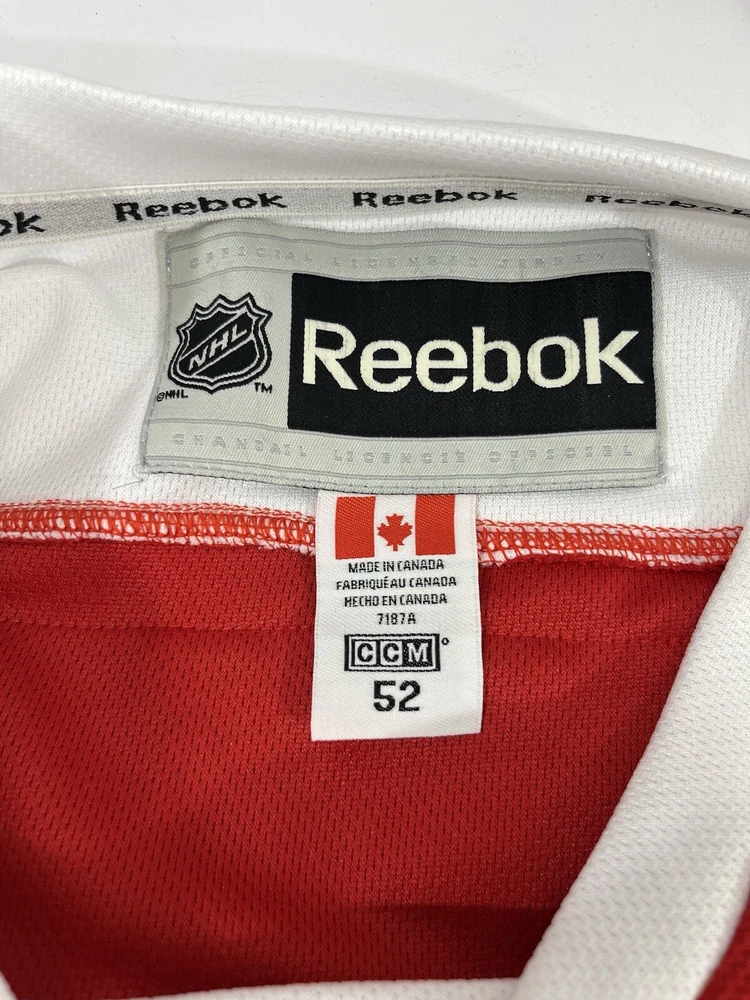 ok Reebok Reebok Reebok
OFFICIAL LICENSED JERSEY
NHL
©NHL
TM
Reebok
CHANDAIL LICENCIÉ OFFICIEL
MADE IN CANADA
FABRIQUÉ AU CANADA
HECHO EN CANADA
7187A
CCM
52